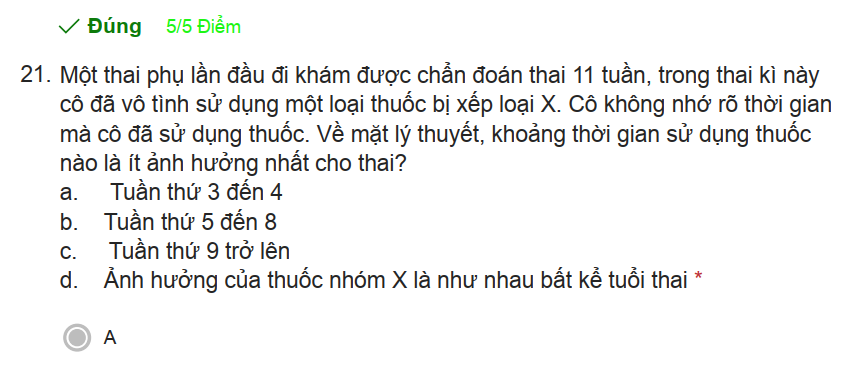 Đúng 5/5 Điểm
21. Một thai phụ lần đầu đi khám được chẩn đoán thai 11 tuần, trong thai kì này
cô đã vô tình sử dụng một loại thuốc bị xếp loại X. Cô không nhớ rõ thời gian
mà cô đã sử dụng thuốc. Về mặt lý thuyết, khoảng thời gian sử dụng thuốc
nào là ít ảnh hưởng nhất cho thai?
a. Tuần thứ 3 đến 4
b. Tuần thứ 5 đến 8
c. Tuần thứ 9 trở lên
d. Ảnh hưởng của thuốc nhóm X là như nhau bất kể tuổi thai *
A